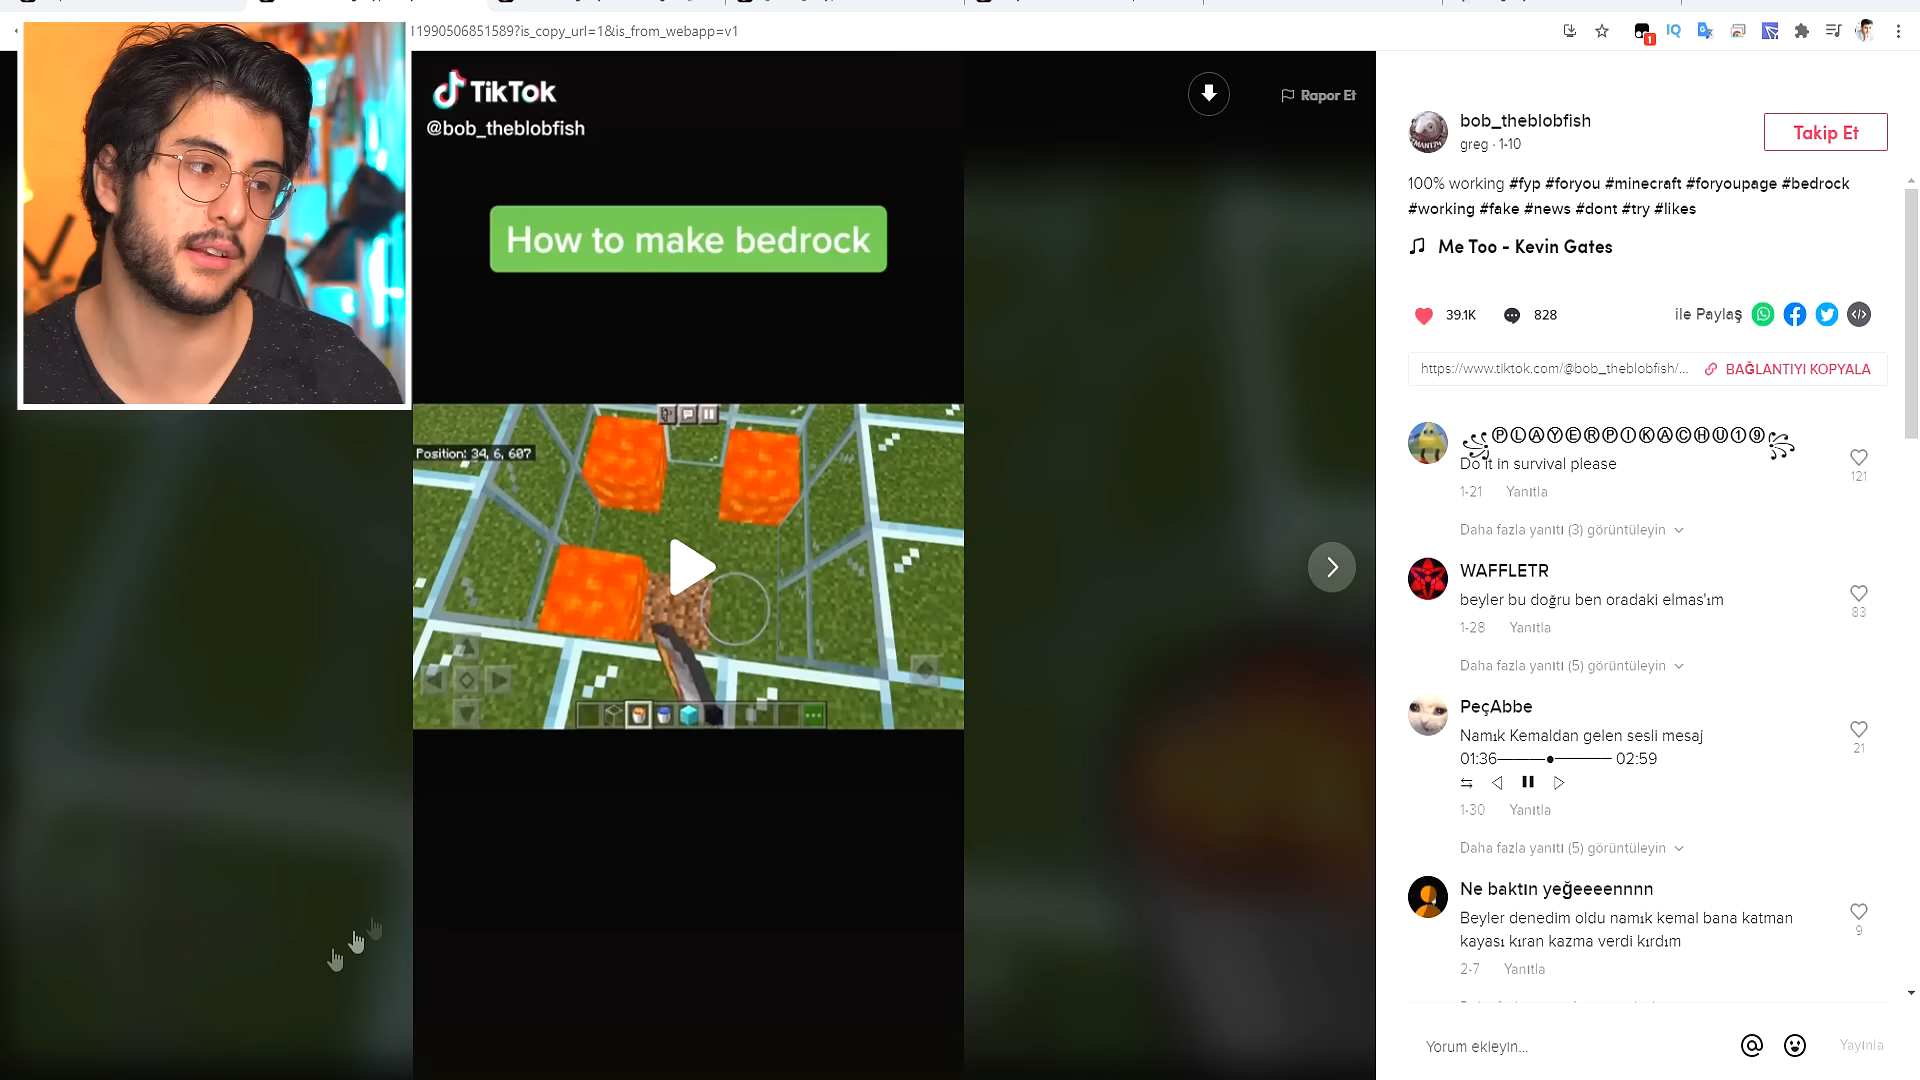 11990506851589?is_copy_url=1&is_from_webapp=v1
1
IQ
TikTok
@bob_theblobfish
Rapor Et
How to make bedrock
Position: 34, 6, 607
bob_theblobfish
greg · 1-10
Takip Et
100% working #fyp #foryou #minecraft #foryoupage #bedrock
#working #fake #news #dont #try #likes
Me Too - Kevin Gates
39.1K
828
ile Paylaş
https://www.tiktok.com/@bob_theblobfish/...
BAĞLANTIYI KOPYALA
ⓅⓁⒶⓎⒺⓇⓅⒾⓀⒶⒸⒽⓊ①⑨
Do it in survival please
121
1-21 Yanıtla
Daha fazla yanıtı (3) görüntüleyin
WAFFLETR
beyler bu doğru ben oradaki elmas'ım
83
1-28 Yanıtla
Daha fazla yanıtı (5) görüntüleyin
PeçAbbe
Namık Kemaldan gelen sesli mesaj
21
01:36———●———— 02:59
1-30 Yanıtla
Daha fazla yanıtı (5) görüntüleyin
Ne baktın yeğeeeennnn
Beyler denedim oldu namık kemal bana katman
kayası kıran kazma verdi kırdım
9
2-7 Yanıtla
Yorum ekleyin...
Yayınla